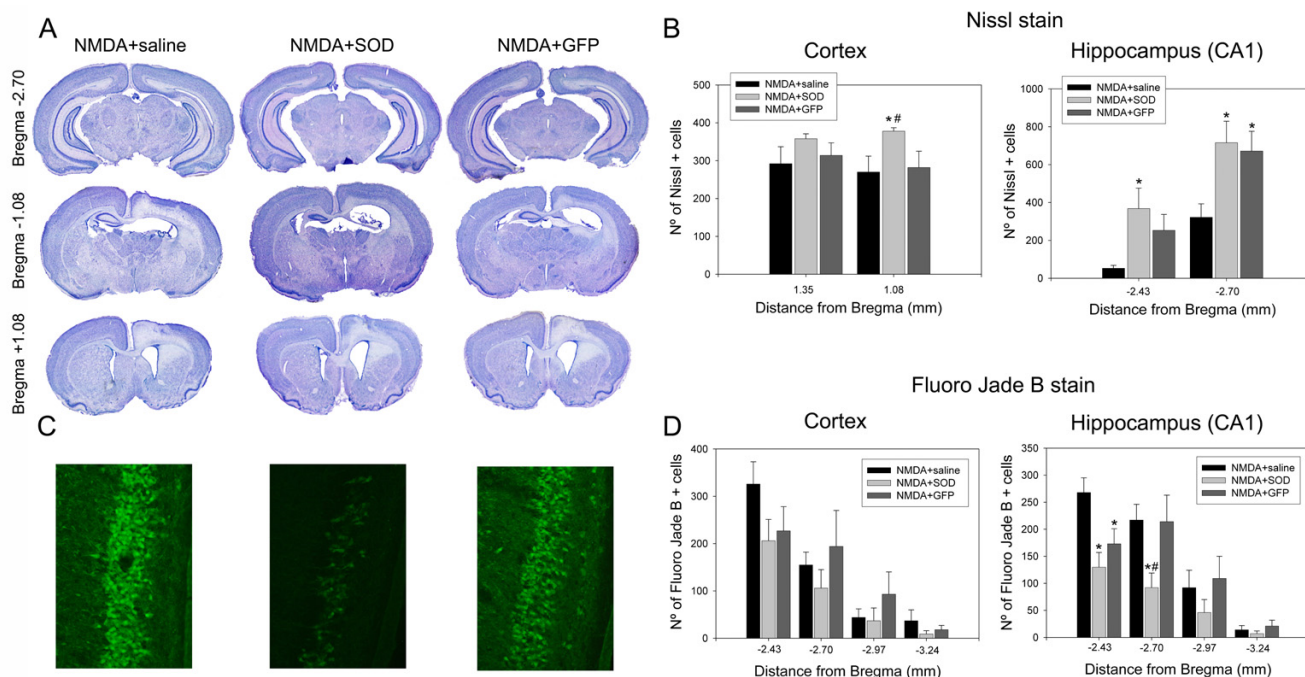 A
NMDA+saline
NMDA+SOD
NMDA+GFP
Bregma -2.70
Bregma -1.08
Bregma +1.08
B
Nissl stain
Cortex
Nº of Nissl + cells
500
400
300
200
100
0
NMDA+saline
NMDA+SOD
NMDA+GFP
*#
1.35
1.08
Distance from Bregma (mm)
Hippocampus (CA1)
Nº of Nissl + cells
1000
800
600
400
200
0
NMDA+saline
NMDA+SOD
NMDA+GFP
*
*
*
-2.43
-2.70
Distance from Bregma (mm)
C
D
Fluoro Jade B stain
Cortex
Nº of Fluoro Jade B + cells
400
300
200
100
0
NMDA+saline
NMDA+SOD
NMDA+GFP
-2.43
-2.70
-2.97
-3.24
Distance from Bregma (mm)
Hippocampus (CA1)
Nº of Fluoro Jade B + cells
350
300
250
200
150
100
50
0
NMDA+saline
NMDA+SOD
NMDA+GFP
*
*
*#
-2.43
-2.70
-2.97
-3.24
Distance from Bregma (mm)